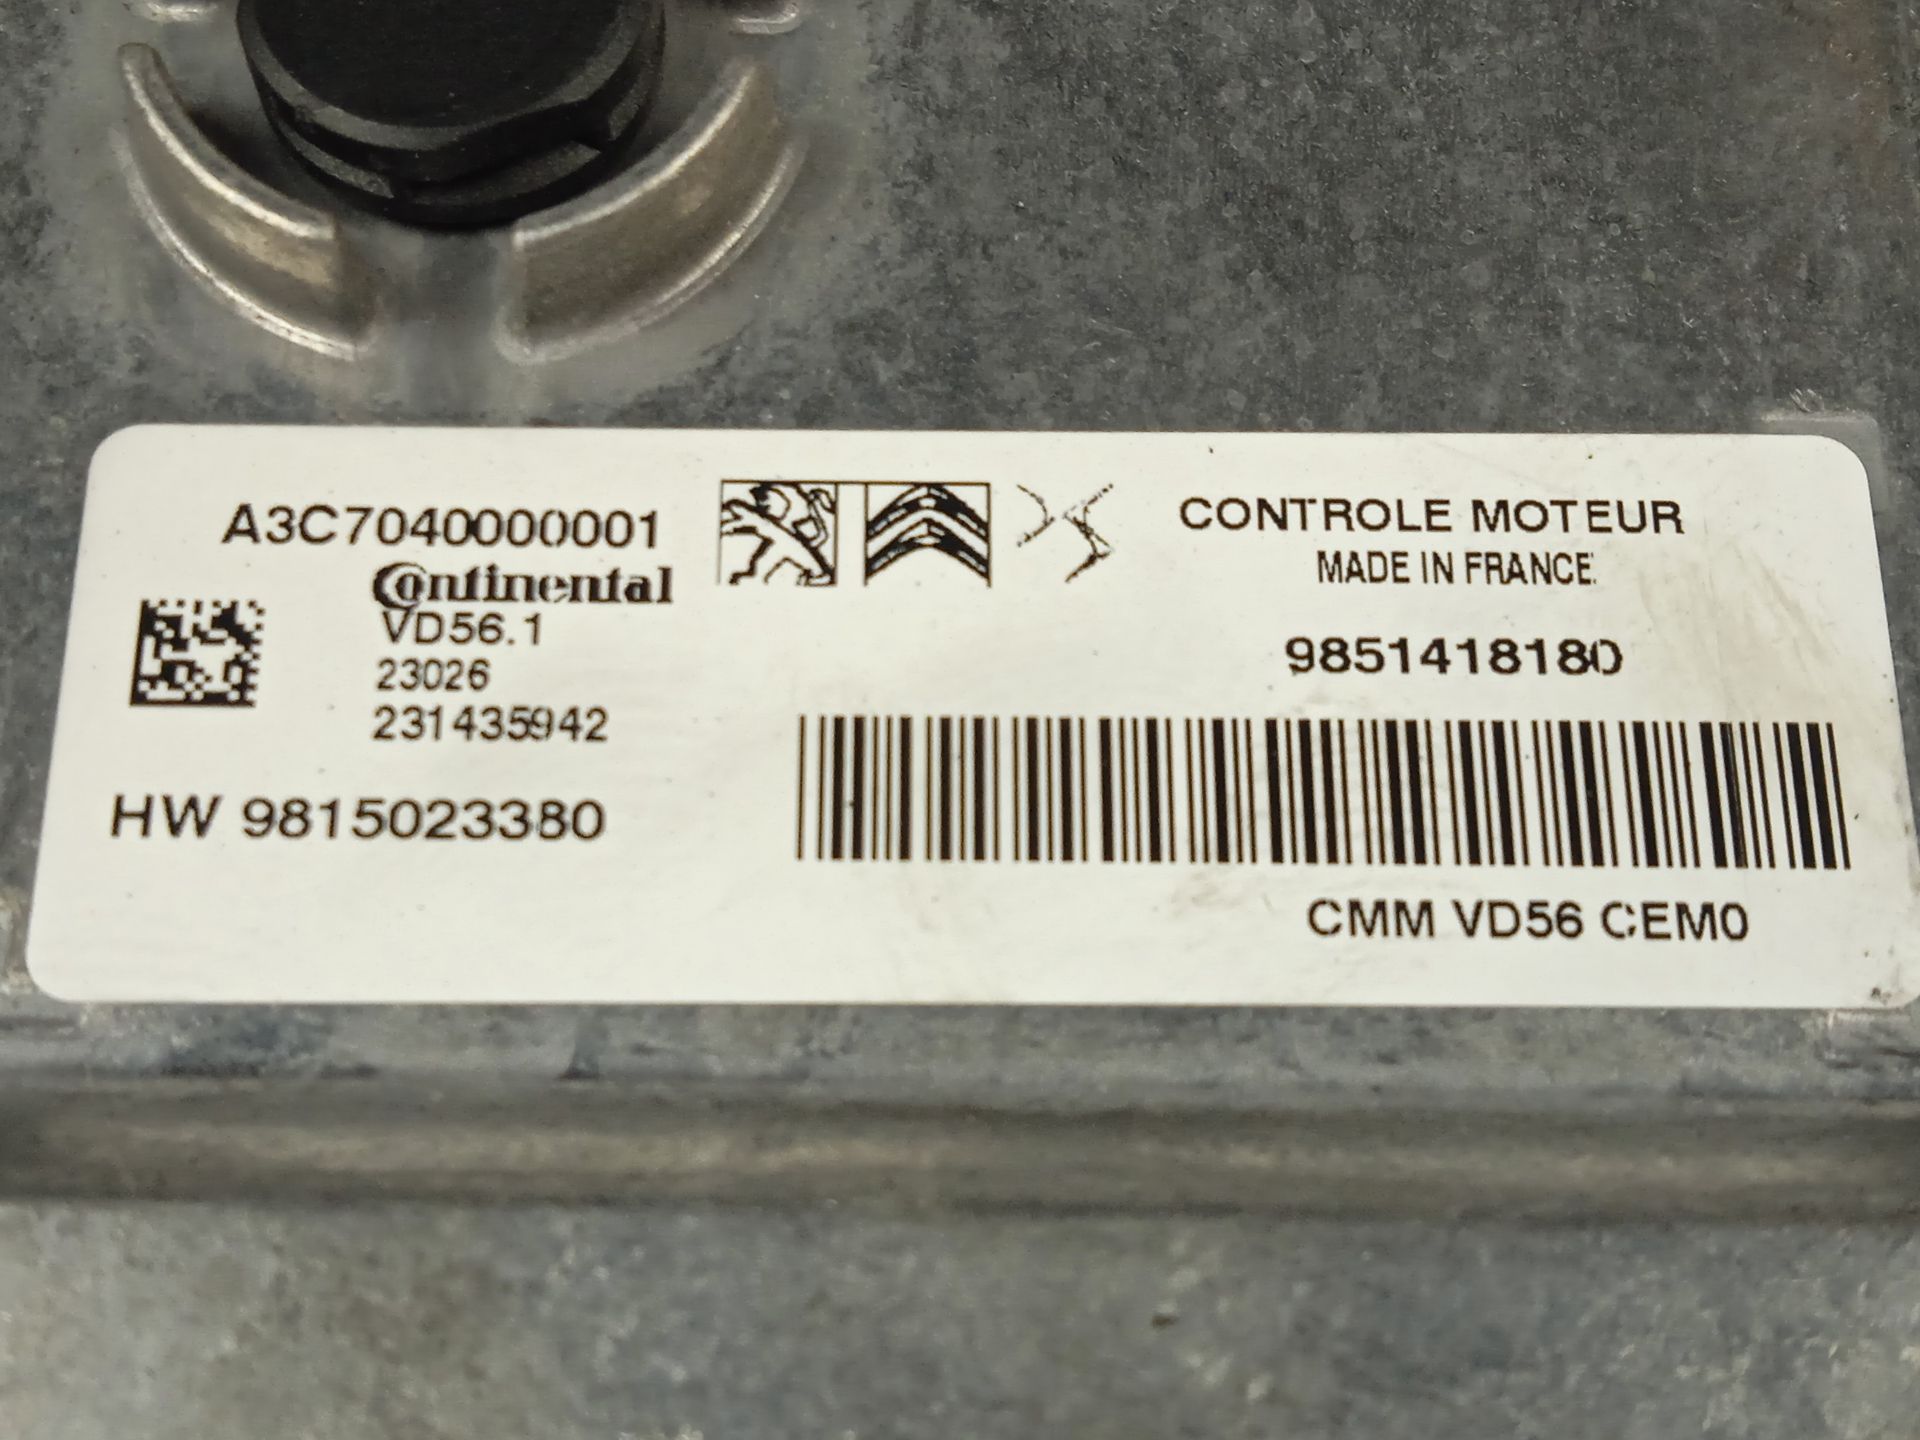 A3C7040000001
Continental
VD56.1
23026
231435942
HW 9815023380
CONTROLE MOTEUR
MADE IN FRANCE
9851418180
CMM VD56 CEM0